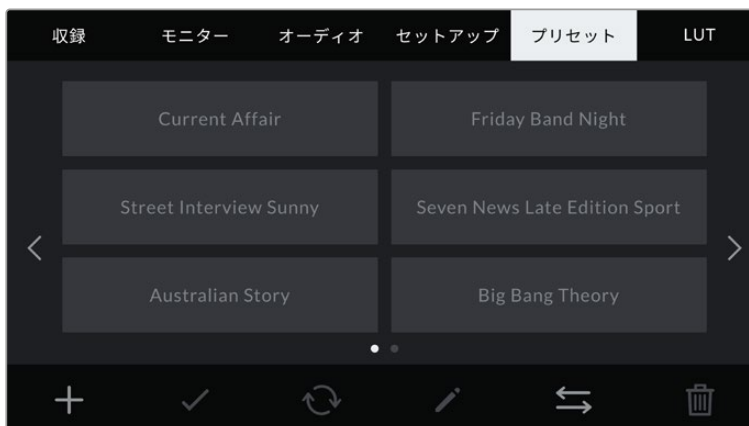 収録 モニター オーディオ セットアップ プリセット LUT
Current Affair Friday Band Night
Street Interview Sunny Seven News Late Edition Sport
Australian Story Big Bang Theory